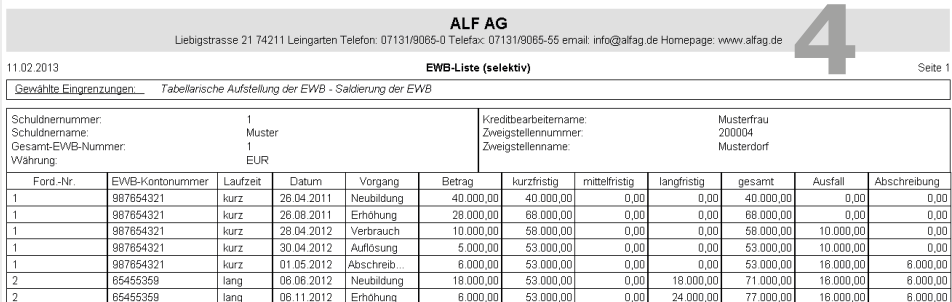 ALF AG
4
Liebigstrasse 21 74211 Leingarten Telefon: 07131/9065-0 Telefax: 07131/9065-55 email: info@alfag.de Homepage: www.alfag.de
11.02.2013 EWB-Liste (selektiv) Seite 1
Gewählte Eingrenzungen: Tabellarische Aufstellung der EWB - Saldierung der EWB
Schuldnernummer: 1 Kreditbearbeitername: Musterfrau
Schuldnername: Muster Zweigstellennummer: 200004
Gesamt-EWB-Nummer: 1 Zweigstellenname: Musterdorf
Währung: EUR
Ford.-Nr. EWB-Kontonummer Laufzeit Datum Vorgang Betrag kurzfristig mittelfristig langfristig gesamt Ausfall Abschreibung
1 987654321 kurz 26.04.2011 Neubildung 40.000,00 40.000,00 0,00 0,00 40.000,00 0,00 0,00
1 987654321 kurz 26.08.2011 Erhöhung 28.000,00 68.000,00 0,00 0,00 68.000,00 0,00 0,00
1 987654321 kurz 28.04.2012 Verbrauch 10.000,00 58.000,00 0,00 0,00 58.000,00 10.000,00 0,00
1 987654321 kurz 30.04.2012 Auflösung 5.000,00 53.000,00 0,00 0,00 53.000,00 10.000,00 0,00
1 987654321 kurz 01.05.2012 Abschreib... 6.000,00 53.000,00 0,00 0,00 53.000,00 16.000,00 6.000,00
2 65455359 lang 06.06.2012 Neubildung 18.000,00 53.000,00 0,00 18.000,00 71.000,00 16.000,00 6.000,00
2 65455359 lang 06.11.2012 Erhöhung 6.000,00 53.000,00 0,00 24.000,00 77.000,00 16.000,00 6.000,00